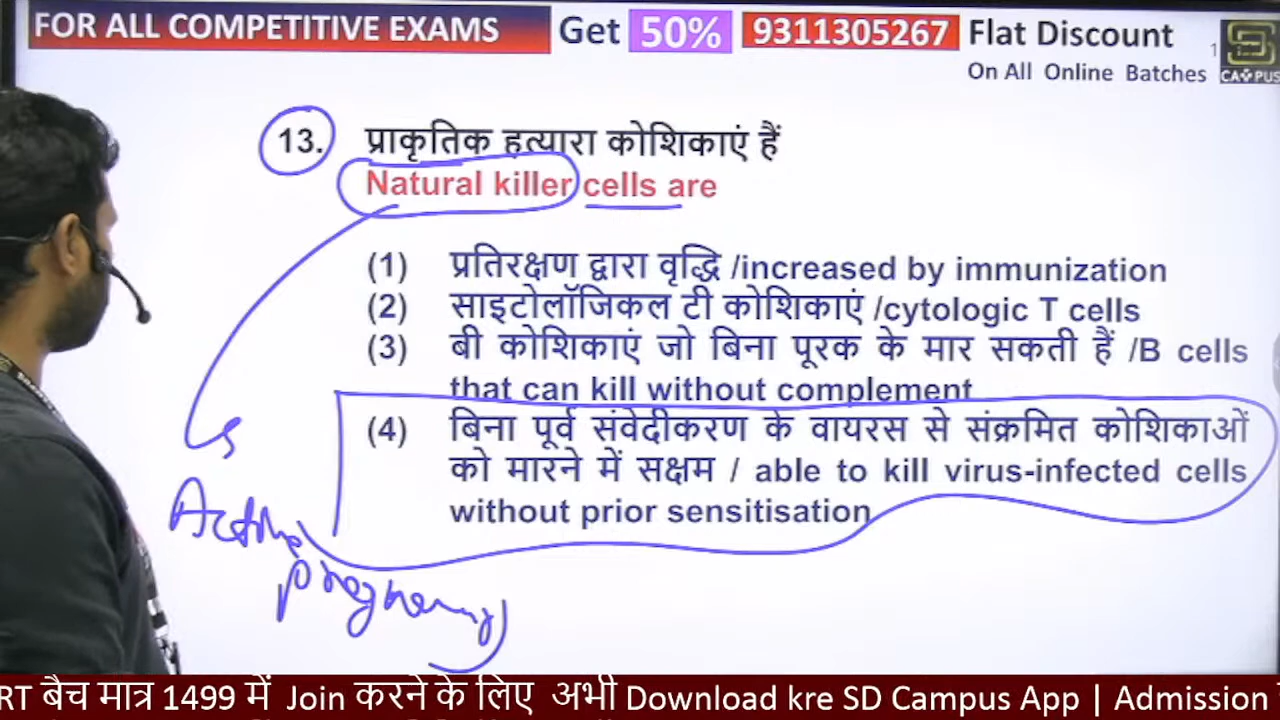 FOR ALL COMPETITIVE EXAMS Get 50% 9311305267 Flat Discount
On All Online Batches
CAMPUS
13. प्राकृतिक हत्यारा कोशिकाएं हैं
Natural killer cells are
(1) प्रतिरक्षण द्वारा वृद्धि /increased by immunization
(2) साइटोलॉजिकल टी कोशिकाएं /cytologic T cells
(3) बी कोशिकाएं जो बिना पूरक के मार सकती हैं /B cells
that can kill without complement
(4) बिना पूर्व संवेदीकरण के वायरस से संक्रमित कोशिकाओं
को मारने में सक्षम / able to kill virus-infected cells
without prior sensitisation
RT बैच मात्र 1499 में Join करने के लिए अभी Download kre SD Campus App | Admission